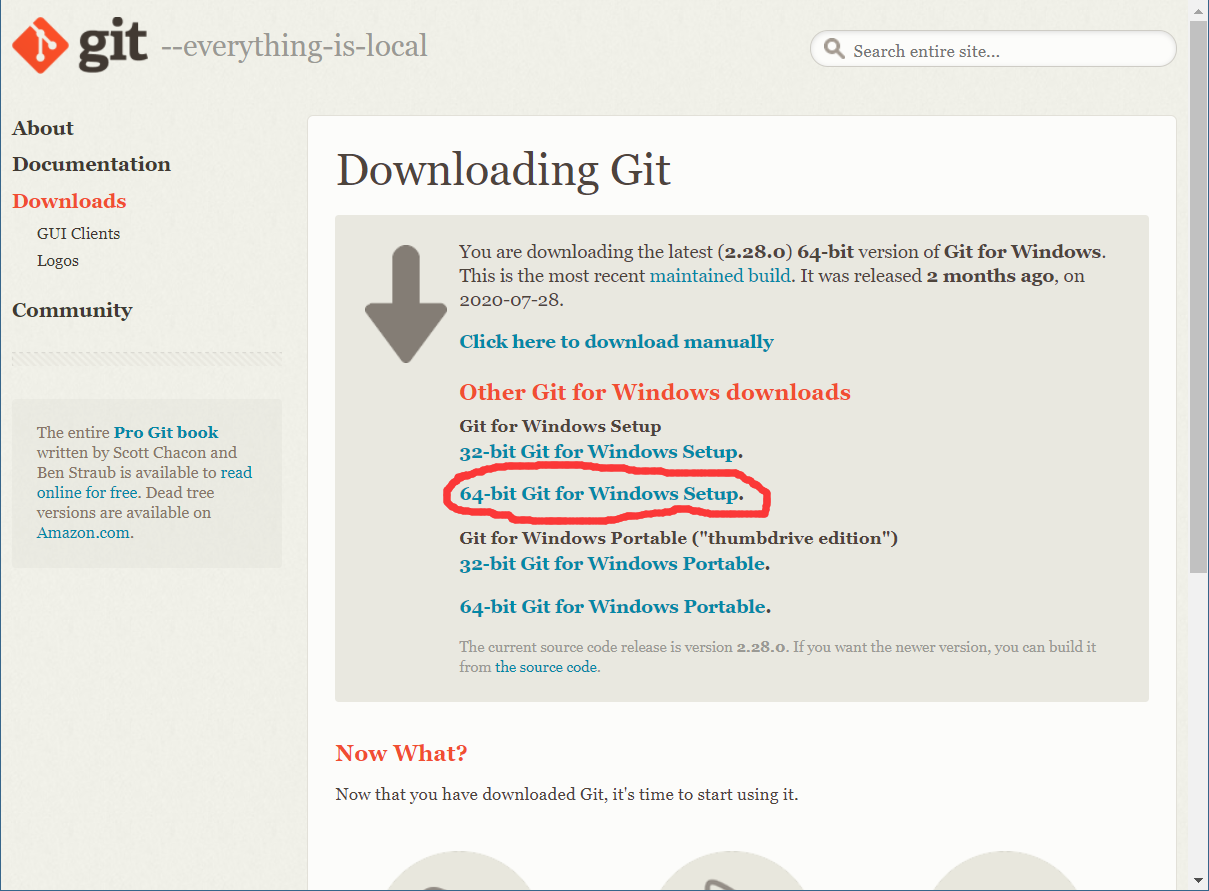 git --everything-is-local
Search entire site...
About
Documentation
Downloads
GUI Clients
Logos
Community
The entire Pro Git book
written by Scott Chacon and
Ben Straub is available to read
online for free. Dead tree
versions are available on
Amazon.com.
Downloading Git
You are downloading the latest (2.28.0) 64-bit version of Git for Windows.
This is the most recent maintained build. It was released 2 months ago, on
2020-07-28.
Click here to download manually
Other Git for Windows downloads
Git for Windows Setup
32-bit Git for Windows Setup.
64-bit Git for Windows Setup.
Git for Windows Portable ("thumbdrive edition")
32-bit Git for Windows Portable.
64-bit Git for Windows Portable.
The current source code release is version 2.28.0. If you want the newer version, you can build it
from the source code.
Now What?
Now that you have downloaded Git, it's time to start using it.